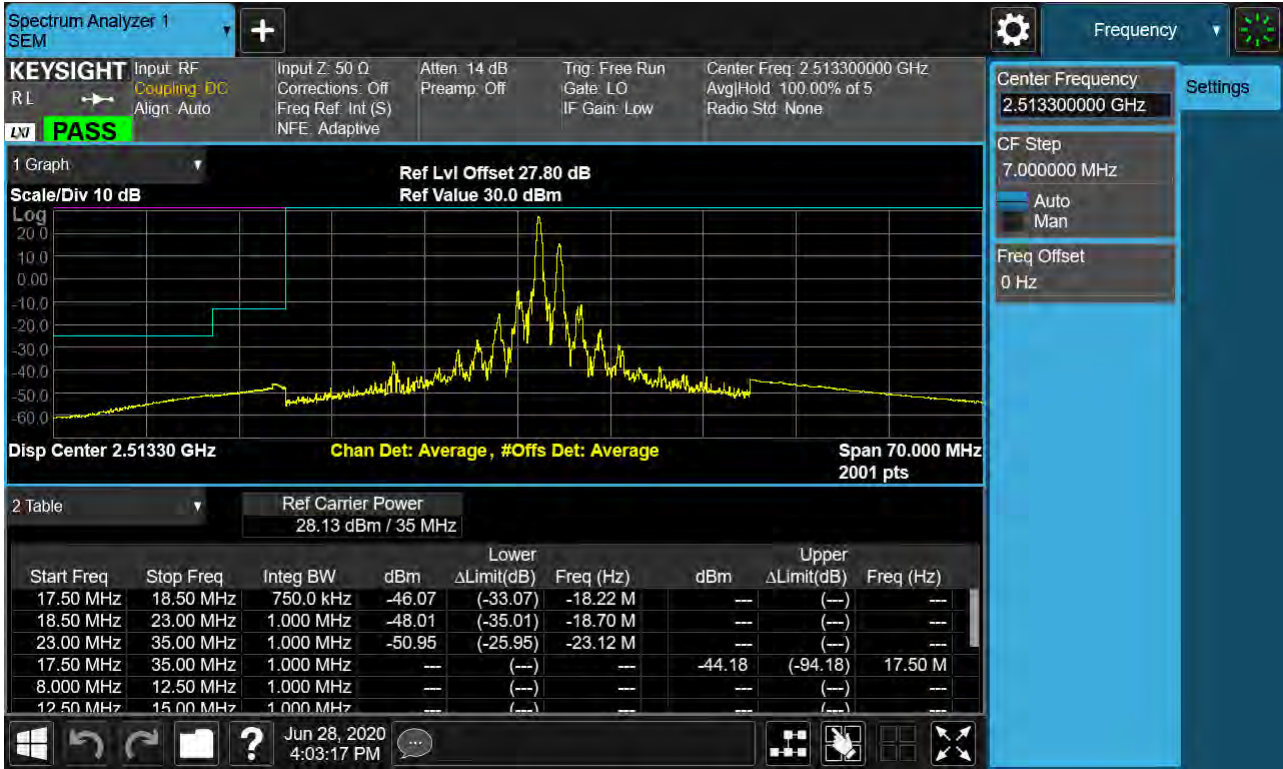 Spectrum Analyzer 1
SEM
+
Frequency
KEYSIGHT
Input: RF
Coupling: DC
Align: Auto
R L
LXI
PASS
Input Z: 50 Ω
Corrections: Off
Freq Ref: Int (S)
NFE: Adaptive
Atten: 14 dB
Preamp: Off
Trig: Free Run
Gate: LO
IF Gain: Low
Center Freq: 2.513300000 GHz
Avg|Hold: 100.00% of 5
Radio Std: None
Center Frequency
2.513300000 GHz
Settings
CF Step
7.000000 MHz
Auto
Man
Freq Offset
0 Hz
1 Graph
Scale/Div 10 dB
Ref Lvl Offset 27.80 dB
Ref Value 30.0 dBm
Log
20.0
10.0
0.00
-10.0
-20.0
-30.0
-40.0
-50.0
-60.0
Disp Center 2.51330 GHz
Chan Det: Average, #Offs Det: Average
Span 70.000 MHz
2001 pts
2 Table
Ref Carrier Power
28.13 dBm / 35 MHz
Lower Upper
Start Freq Stop Freq Integ BW dBm ΔLimit(dB) Freq (Hz) dBm ΔLimit(dB) Freq (Hz)
17.50 MHz 18.50 MHz 750.0 kHz -46.07 (-33.07) -18.22 M --- (---) ---
18.50 MHz 23.00 MHz 1.000 MHz -48.01 (-35.01) -18.70 M --- (---) ---
23.00 MHz 35.00 MHz 1.000 MHz -50.95 (-25.95) -23.12 M --- (---) ---
17.50 MHz 35.00 MHz 1.000 MHz --- (---) --- -44.18 (-94.18) 17.50 M
8.000 MHz 12.50 MHz 1.000 MHz --- (---) --- --- (---) ---
12.50 MHz 15.00 MHz 1.000 MHz --- (---) --- --- (---) ---
?
Jun 28, 2020
4:03:17 PM